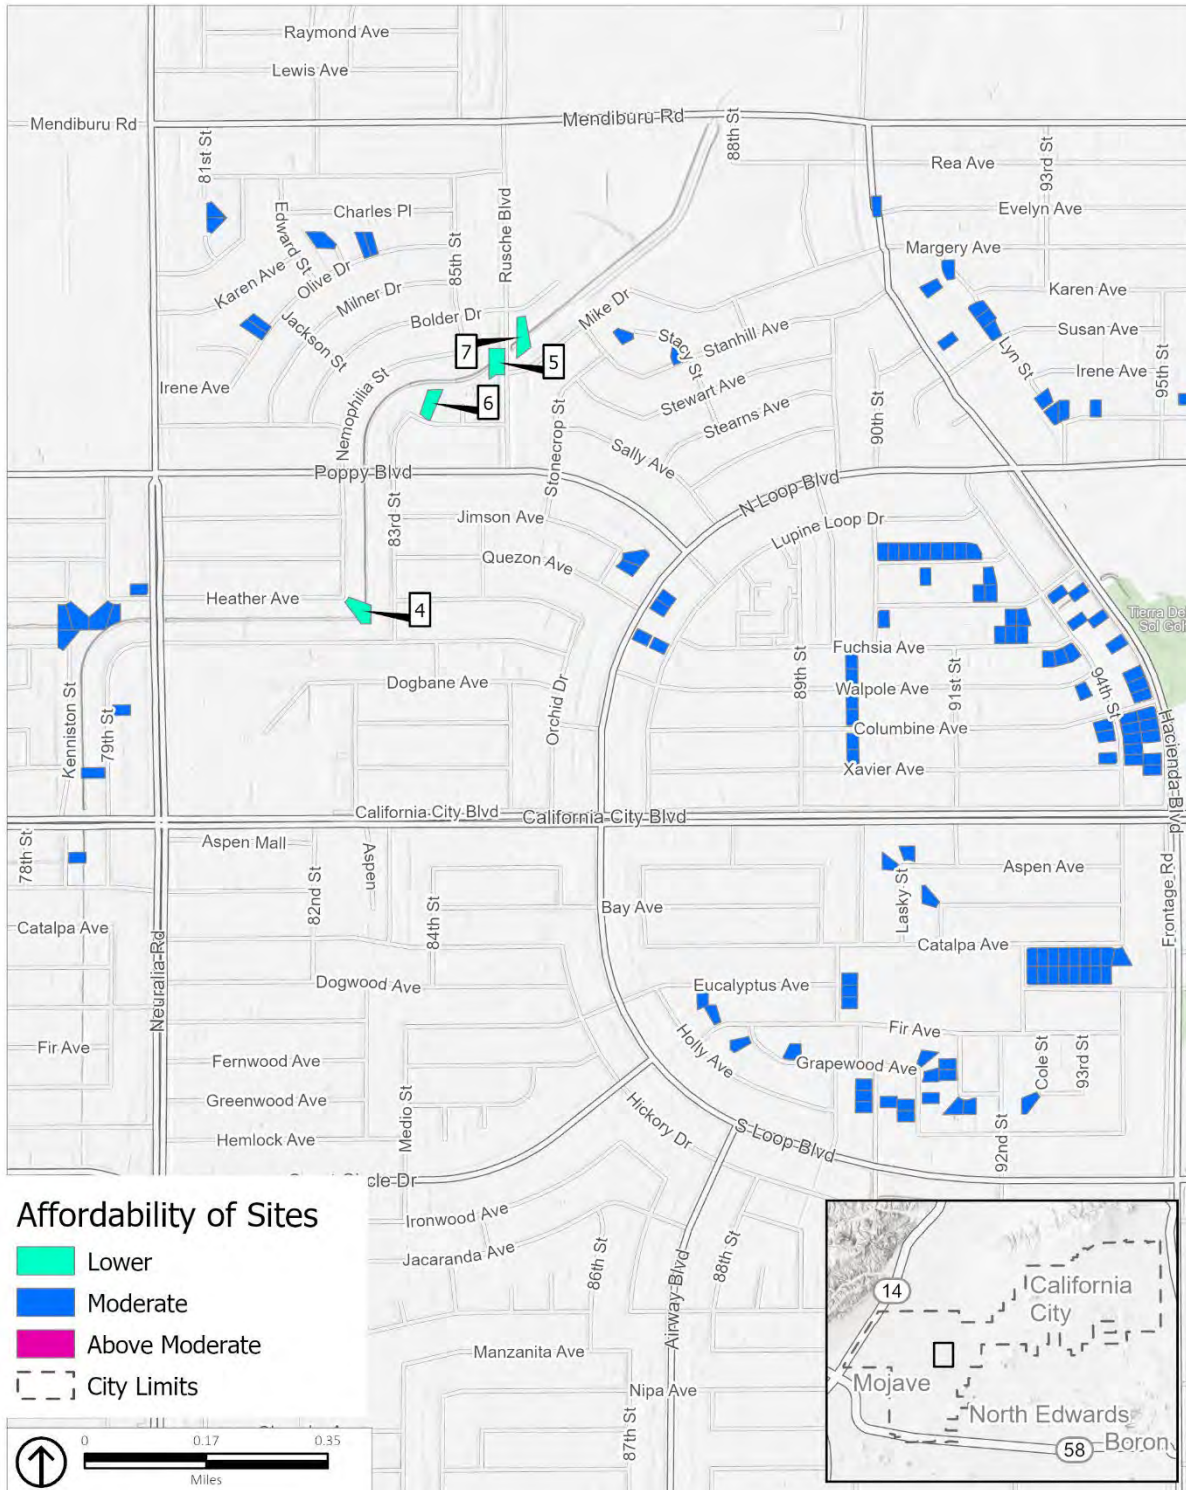 Raymond Ave
Lewis Ave
Mendiburu Rd
Mendiburu Rd
88th St
81st St
Rea Ave
93rd St
Charles Pl
Edward St
Rusche Blvd
85th St
Evelyn Ave
Margery Ave
Karen Ave
Olive Dr
Milner Dr
Karen Ave
Jackson St
Bolder Dr
Mike Dr
Stanhill Ave
Susan Ave
Stacy St
Lyn St
7
5
6
Irene Ave
Nemophilia St
Stewart Ave
Irene Ave
95th St
Stearns Ave
90th St
Stonecrop St
Sally Ave
Poppy Blvd
N Loop Blvd
83rd St
Jimson Ave
Lupine Loop Dr
Quezon Ave
Heather Ave
4
Tierra Del
Sol Golf
Fuchsia Ave
89th St
91st St
94th St
Dogbane Ave
Walpole Ave
Orchid Dr
Columbine Ave
Kenniston St
79th St
Xavier Ave
Hacienda Blvd
California City Blvd
California City Blvd
78th St
Aspen Mall
Aspen
82nd St
Aspen Ave
Lasky St
Frontage Rd
84th St
Bay Ave
Catalpa Ave
Catalpa Ave
Neuralia Rd
Dogwood Ave
Eucalyptus Ave
Fir Ave
Fir Ave
Fernwood Ave
Holly Ave
Grapewood Ave
Cole St
93rd St
Greenwood Ave
Medio St
Hickory Dr
Hemlock Ave
S Loop Blvd
92nd St
cle Dr
Ironwood Ave
Jacaranda Ave
86th St
88th St
Airway Blvd
Manzanita Ave
Nipa Ave
87th St
Affordability of Sites
Lower
Moderate
Above Moderate
City Limits
0 0.17 0.35
Miles
14
California
City
Mojave
North Edwards
Boron
58